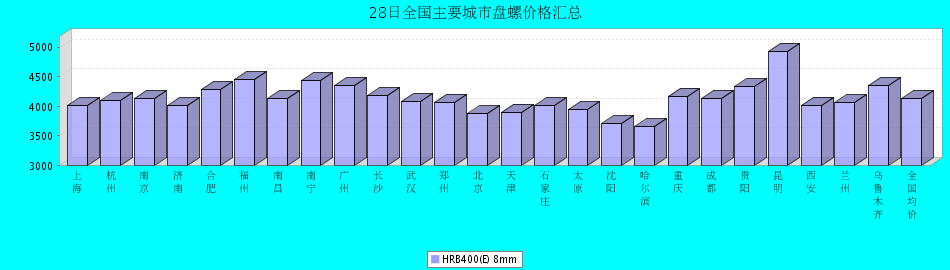 28日全国主要城市盘螺价格汇总
5000
4500
4000
3500
3000
上海
杭州
南京
济南
合肥
福州
南昌
南宁
广州
长沙
武汉
郑州
北京
天津
石家庄
太原
沈阳
哈尔滨
重庆
成都
贵阳
昆明
西安
兰州
乌鲁木齐
全国均价
HRB400(E) 8mm